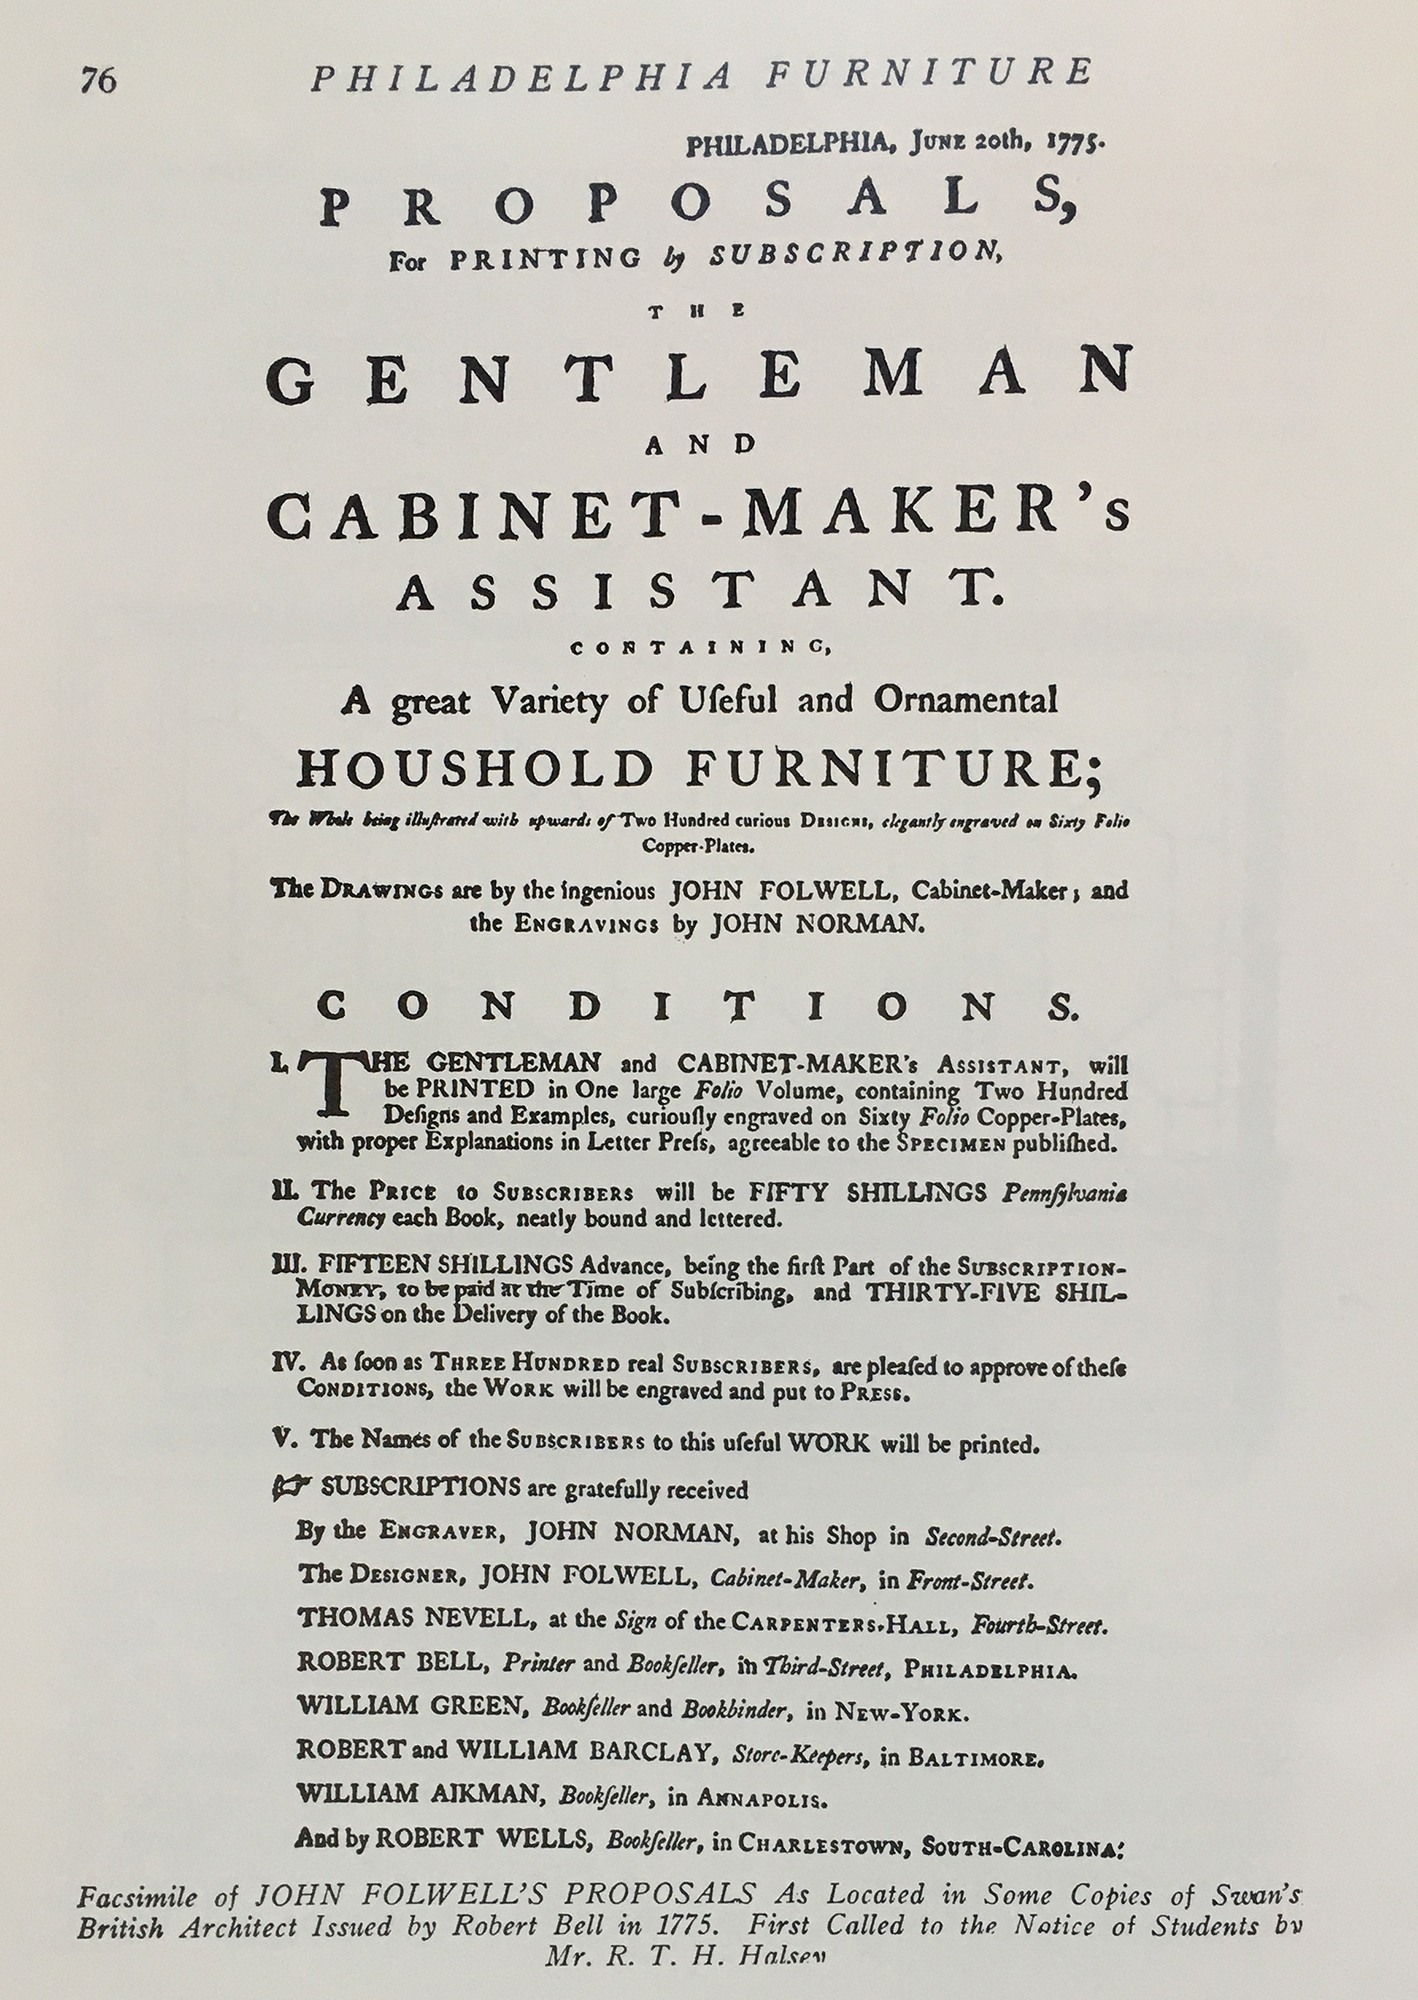 76 PHILADELPHIA FURNITURE
PHILADELPHIA, JUNE 20th, 1775.
PROPOSALS,
For PRINTING by SUBSCRIPTION,
THE
GENTLEMAN
AND
CABINET-MAKER's
ASSISTANT.
CONTAINING,
A great Variety of Uſeful and Ornamental
HOUSHOLD FURNITURE;
The Whole being illuſtrated with upwards of Two Hundred curious DESIGNS, elegantly engraved on Sixty Folio
Copper-Plates.
The DRAWINGS are by the ingenious JOHN FOLWELL, Cabinet-Maker; and
the ENGRAVINGS by JOHN NORMAN.
CONDITIONS.
I. THE GENTLEMAN and CABINET-MAKER's ASSISTANT, will
be PRINTED in One large Folio Volume, containing Two Hundred
Deſigns and Examples, curiouſly engraved on Sixty Folio Copper-Plates,
with proper Explanations in Letter Preſs, agreeable to the SPECIMEN publiſhed.
II. The PRICE to SUBSCRIBERS will be FIFTY SHILLINGS Pennſylvania
Currency each Book, neatly bound and lettered.
III. FIFTEEN SHILLINGS Advance, being the firſt Part of the SUBSCRIPTION-
MONEY, to be paid at the Time of Subſcribing, and THIRTY-FIVE SHIL-
LINGS on the Delivery of the Book.
IV. As ſoon as THREE HUNDRED real SUBSCRIBERS, are pleaſed to approve of theſe
CONDITIONS, the WORK will be engraved and put to PRESS.
V. The Names of the SUBSCRIBERS to this uſeful WORK will be printed.
☞ SUBSCRIPTIONS are gratefully received
By the ENGRAVER, JOHN NORMAN, at his Shop in Second-Street.
The DESIGNER, JOHN FOLWELL, Cabinet-Maker, in Front-Street.
THOMAS NEVELL, at the Sign of the CARPENTERS-HALL, Fourth-Street.
ROBERT BELL, Printer and Bookſeller, in Third-Street, PHILADELPHIA.
WILLIAM GREEN, Bookſeller and Bookbinder, in NEW-YORK.
ROBERT and WILLIAM BARCLAY, Store-Keepers, in BALTIMORE.
WILLIAM AIKMAN, Bookſeller, in ANNAPOLIS.
And by ROBERT WELLS, Bookſeller, in CHARLESTOWN, SOUTH-CAROLINA:
Facsimile of JOHN FOLWELL'S PROPOSALS As Located in Some Copies of Swan's
British Architect Issued by Robert Bell in 1775. First Called to the Notice of Students by
Mr. R. T. H. Halsey